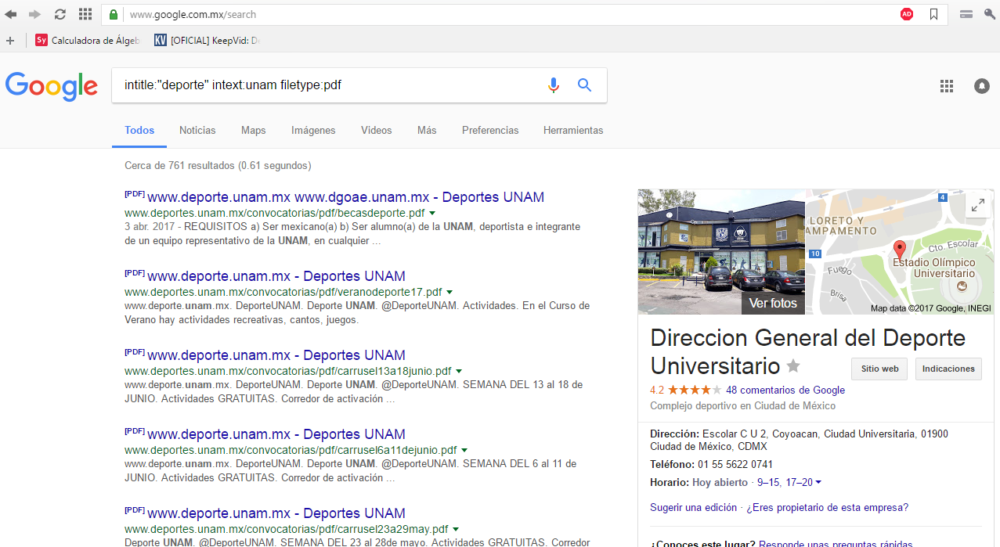 www.google.com.mx/search
AD
Sy Calculadora de Álgeb
KV [OFICIAL] KeepVid: De
Google
intitle:"deporte" intext:unam filetype:pdf
Todos Noticias Maps Imágenes Videos Más Preferencias Herramientas
Cerca de 761 resultados (0.61 segundos)
[PDF] www.deporte.unam.mx www.dgoae.unam.mx - Deportes UNAM
www.deportes.unam.mx/convocatorias/pdf/becasdeporte.pdf
3 abr. 2017 - REQUISITOS a) Ser mexicano(a) b) Ser alumno(a) de la UNAM, deportista e integrante
de un equipo representativo de la UNAM, en cualquier ...
[PDF] www.deporte.unam.mx - Deportes UNAM
www.deportes.unam.mx/convocatorias/pdf/veranodeporte17.pdf
www.deporte.unam.mx. DeporteUNAM. Deporte UNAM. @DeporteUNAM. Actividades. En el Curso de
Verano hay actividades recreativas, cantos, juegos.
[PDF] www.deporte.unam.mx - Deportes UNAM
www.deportes.unam.mx/convocatorias/pdf/carrusel13a18junio.pdf
www.deporte.unam.mx. DeporteUNAM. Deporte UNAM. @DeporteUNAM. SEMANA DEL 13 al 18 de
JUNIO. Actividades GRATUITAS. Corredor de activación ...
[PDF] www.deporte.unam.mx - Deportes UNAM
www.deportes.unam.mx/convocatorias/pdf/carrusel6a11dejunio.pdf
www.deporte.unam.mx. DeporteUNAM. Deporte UNAM. @DeporteUNAM. SEMANA DEL 6 al 11 de
JUNIO. Actividades GRATUITAS. Corredor de activación ...
[PDF] www.deporte.unam.mx - Deportes UNAM
www.deportes.unam.mx/convocatorias/pdf/carrusel23a29may.pdf
Deporte UNAM. @DeporteUNAM. SEMANA DEL 23 al 28de mayo. Actividades GRATUITAS. Corredor
Ver fotos
4
LORETO Y
AMPAMENTO
10
Cto. Escolar
Estadio Olímpico
Universitario
Fuego
Brisa
Map data ©2017 Google, INEGI
Direccion General del Deporte
Universitario
Sitio web
Indicaciones
4.2 ★★★★★ 48 comentarios de Google
Complejo deportivo en Ciudad de México
Dirección: Escolar C U 2, Coyoacan, Ciudad Universitaria, 01900
Ciudad de México, CDMX
Teléfono: 01 55 5622 0741
Horario: Hoy abierto · 9–15, 17–20
Sugerir una edición · ¿Eres propietario de esta empresa?
¿Conoces este lugar? Responde unas preguntas rápidas